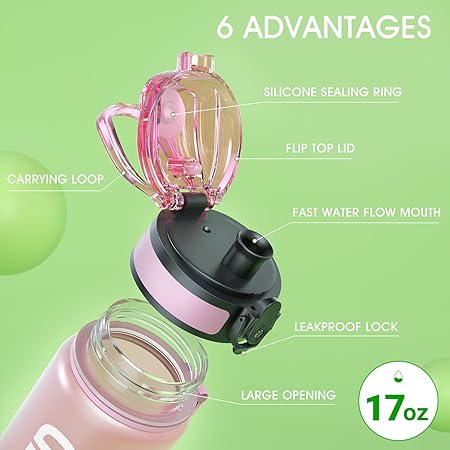 6 ADVANTAGES
SILICONE SEALING RING
FLIP TOP LID
CARRYING LOOP
FAST WATER FLOW MOUTH
LEAKPROOF LOCK
LARGE OPENING
17oz